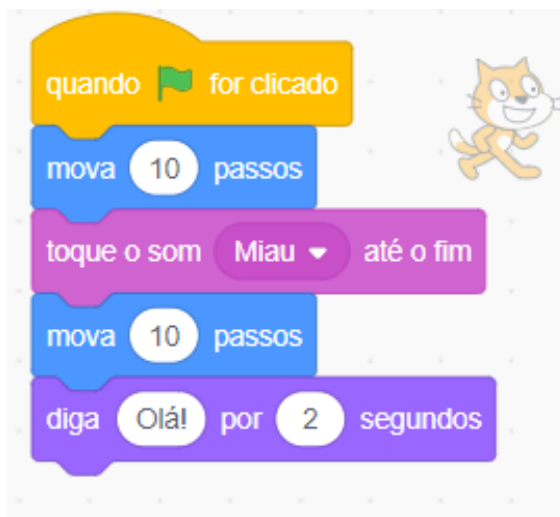 quando for clicado
mova 10 passos
toque o som Miau até o fim
mova 10 passos
diga Olá! por 2 segundos